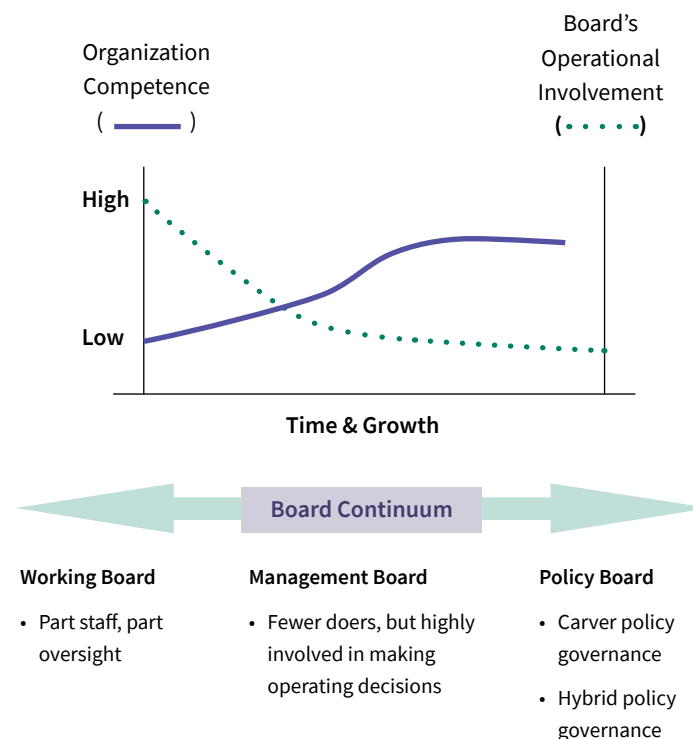 Organization
Competence
( )
Board’s
Operational
Involvement
( )
High
Low
Time & Growth
Board Continuum
Working Board
• Part staff, part
oversight
Management Board
• Fewer doers, but highly
involved in making
operating decisions
Policy Board
• Carver policy
governance
• Hybrid policy
governance